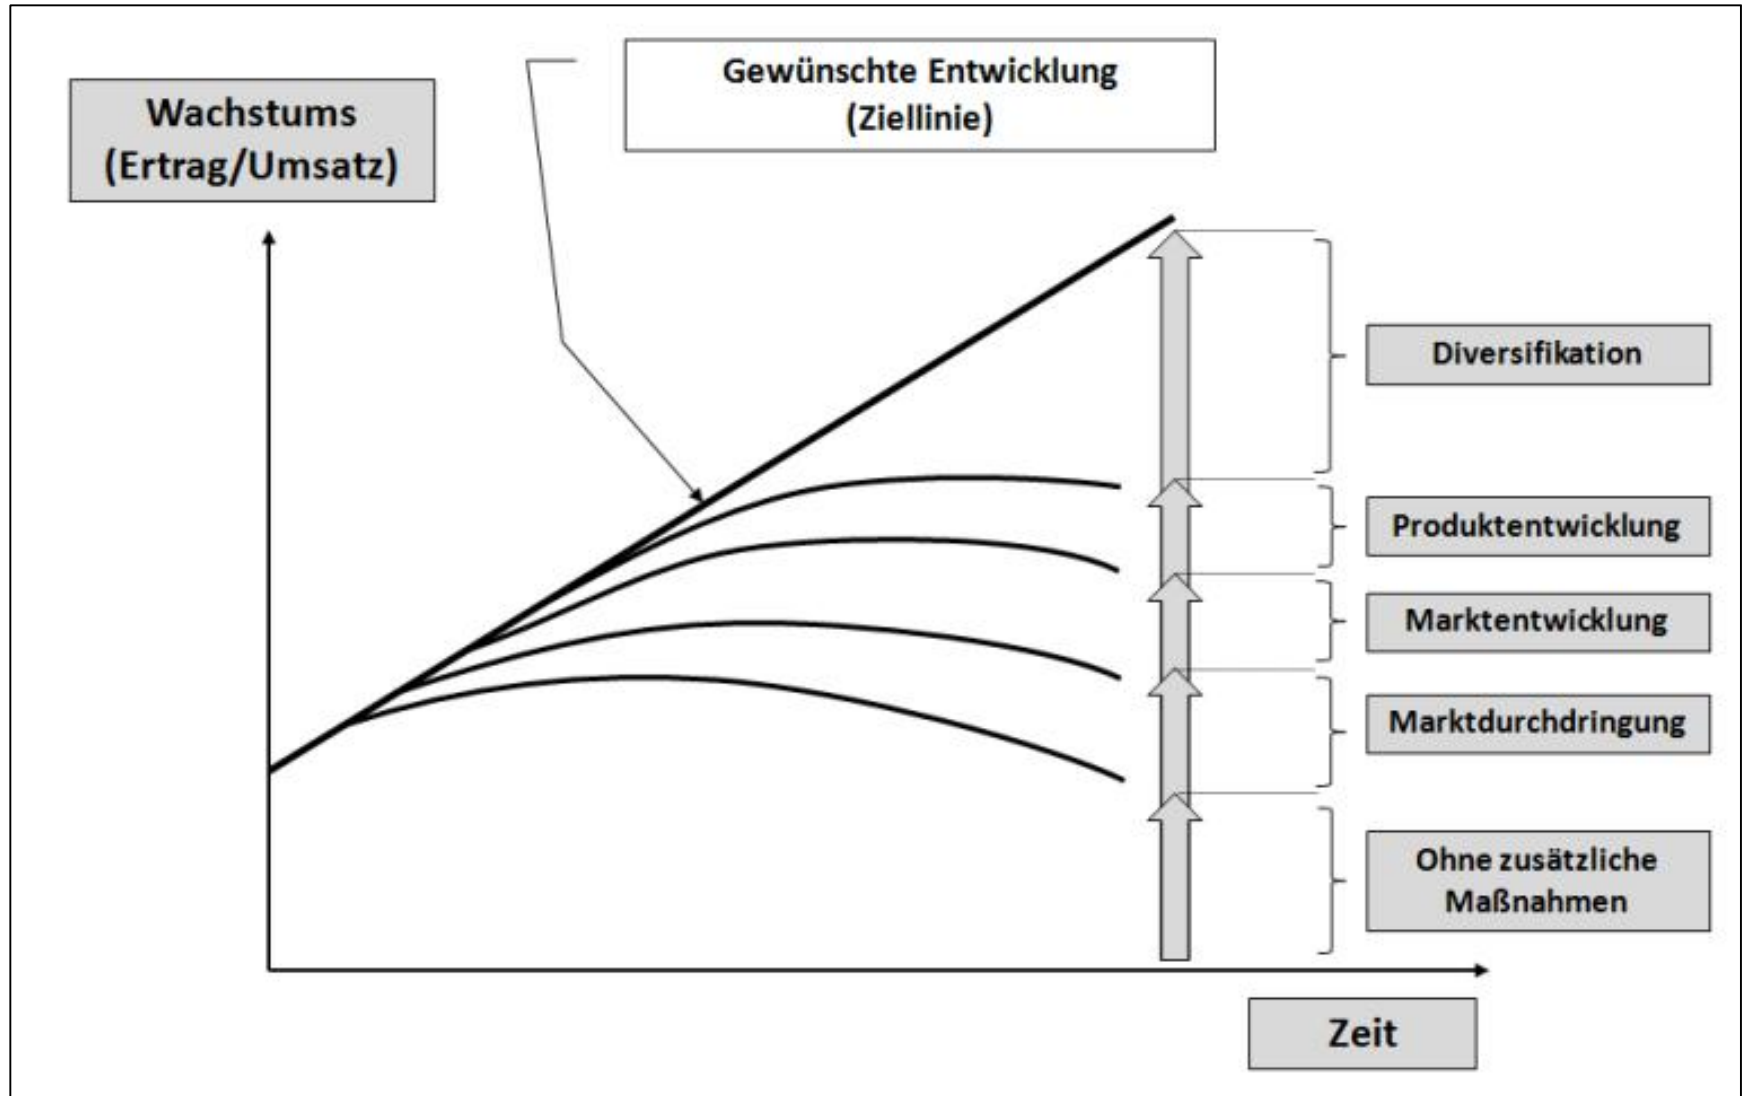 Gewünschte Entwicklung
(Ziellinie)
Wachstums
(Ertrag/Umsatz)
Diversifikation
Produktentwicklung
Marktentwicklung
Marktdurchdringung
Ohne zusätzliche
Maßnahmen
Zeit